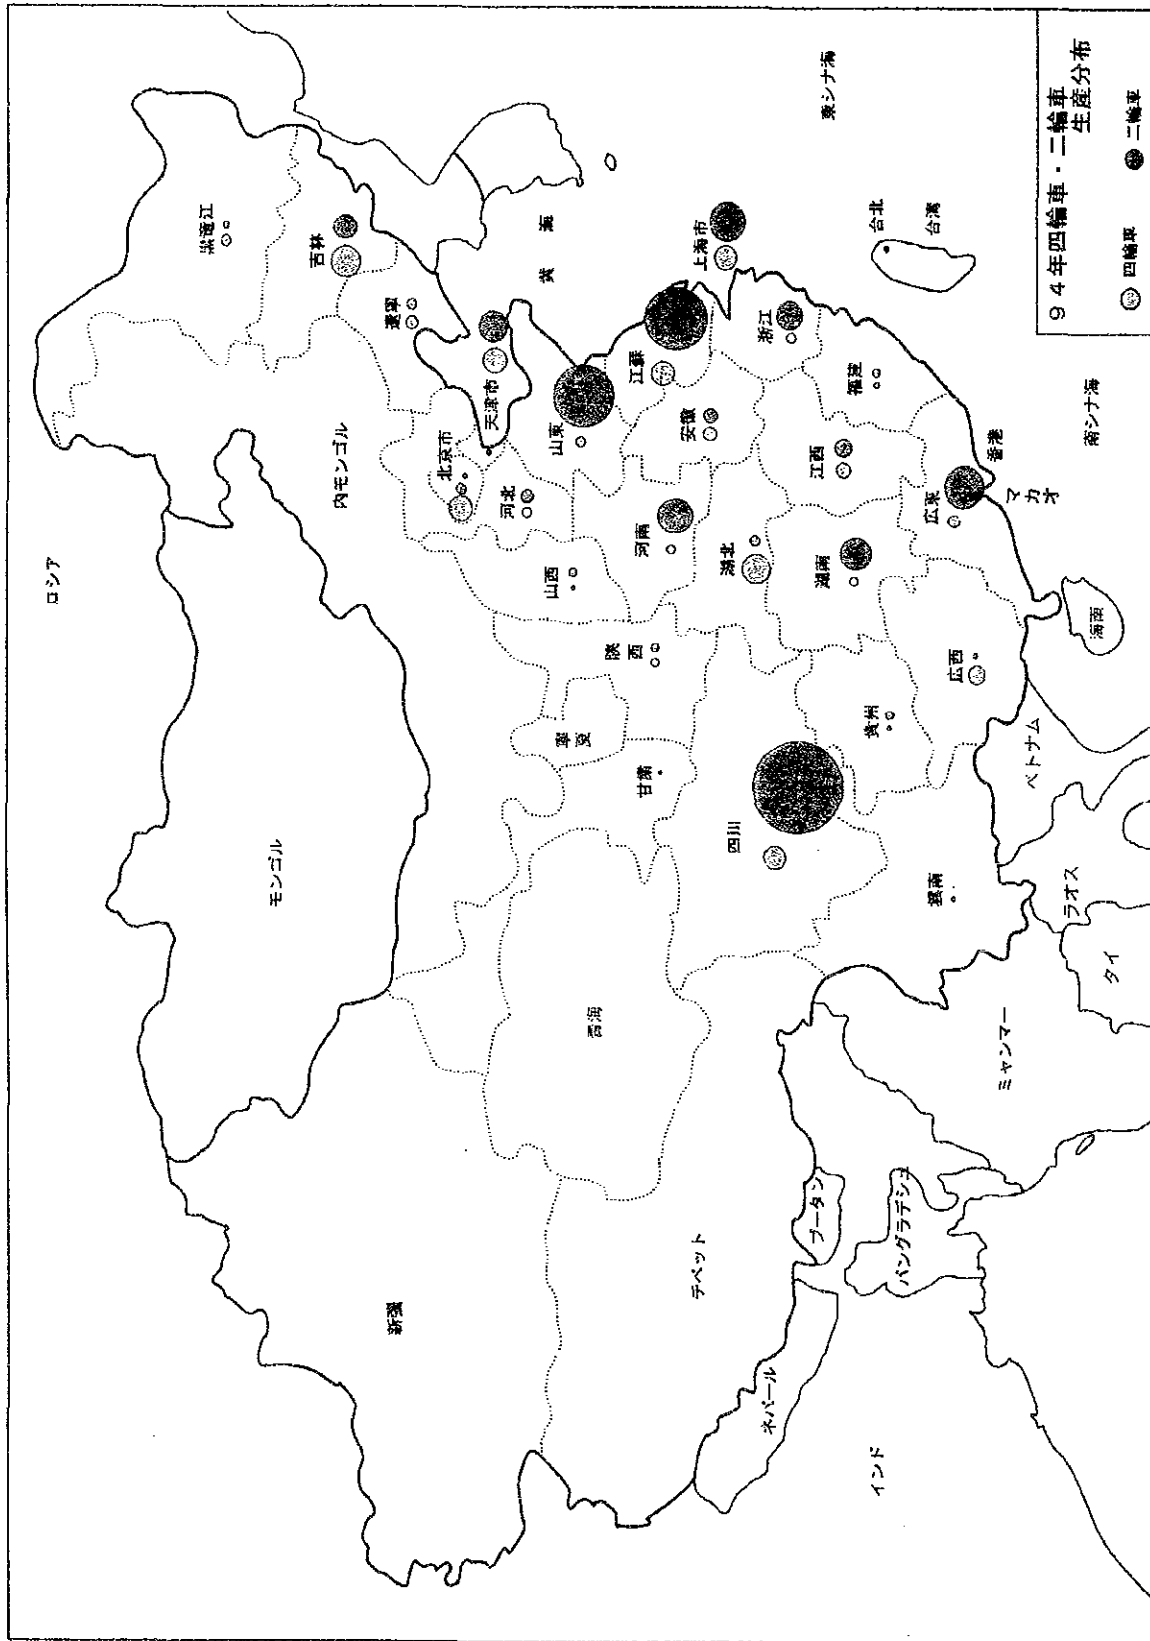 94年四輪車・二輪車
生産分布
四輪車
二輪車
ロシア
モンゴル
内モンゴル
黒竜江
吉林
遼寧
北京市
天津市
河北
山西
山東
黄海
新疆
青海
甘粛
寧夏
陝西
河南
江蘇
安徽
上海市
東シナ海
チベット
四川
湖北
浙江
江西
湖南
福建
台北
台湾
貴州
雲南
広西
広東
香港
マカオ
海南
南シナ海
ネパール
ブータン
バングラデシュ
インド
ミャンマー
タイ
ラオス
ベトナム